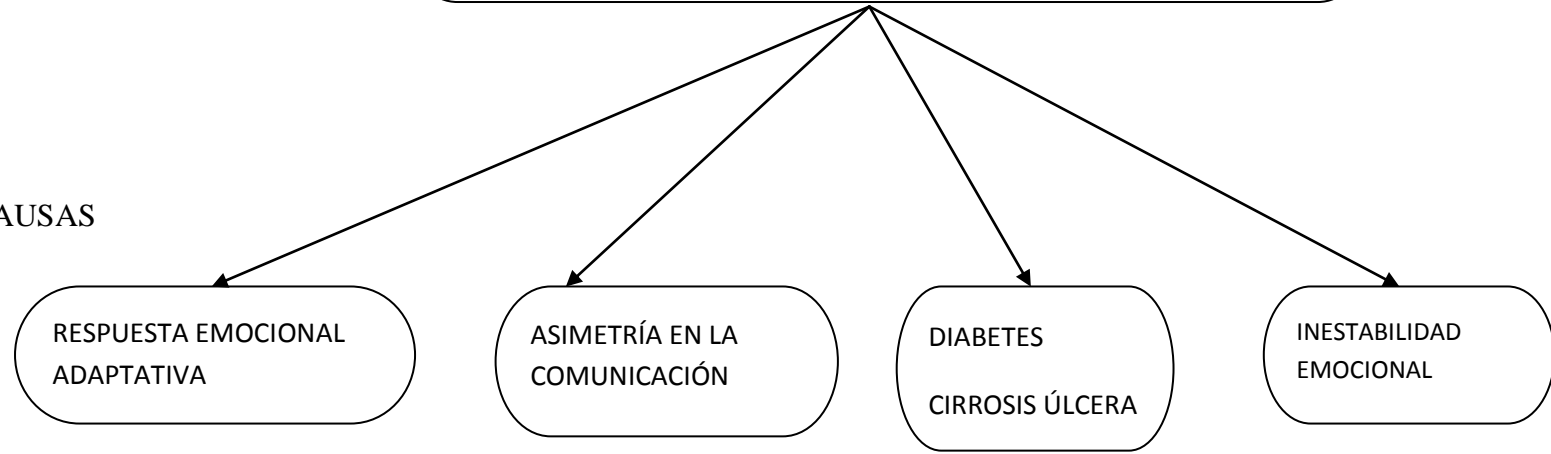 AUSAS
RESPUESTA EMOCIONAL
ADAPTATIVA
ASIMETRÍA EN LA
COMUNICACIÓN
DIABETES
CIRROSIS ÚLCERA
INESTABILIDAD
EMOCIONAL